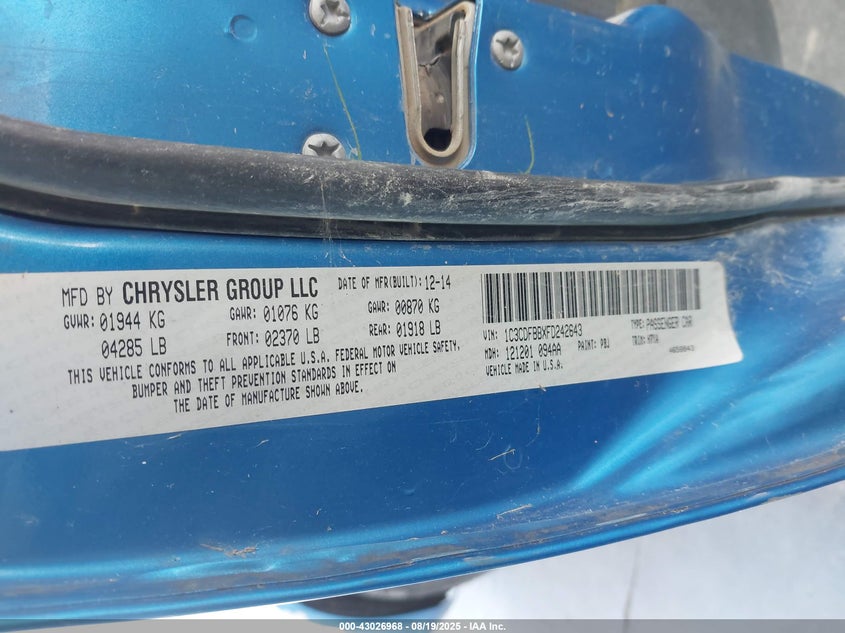 MFD BY CHRYSLER GROUP LLC DATE OF MFR(BUILT): 12-14
GVWR: 01944 KG GAWR: 01076 KG GAWR: 00870 KG
04285 LB FRONT: 02370 LB REAR: 01918 LB
THIS VEHICLE CONFORMS TO ALL APPLICABLE U.S.A. FEDERAL MOTOR VEHICLE SAFETY,
BUMPER AND THEFT PREVENTION STANDARDS IN EFFECT ON
THE DATE OF MANUFACTURE SHOWN ABOVE.
VIN: 1C3CDFBBXFD242643 TYPE: PASSENGER CAR
MDH: 121201 094AA PAINT: PBJ TRIM:
VEHICLE MADE IN U.S.A.
000-43026968 - 08/19/2025 - IAA Inc.